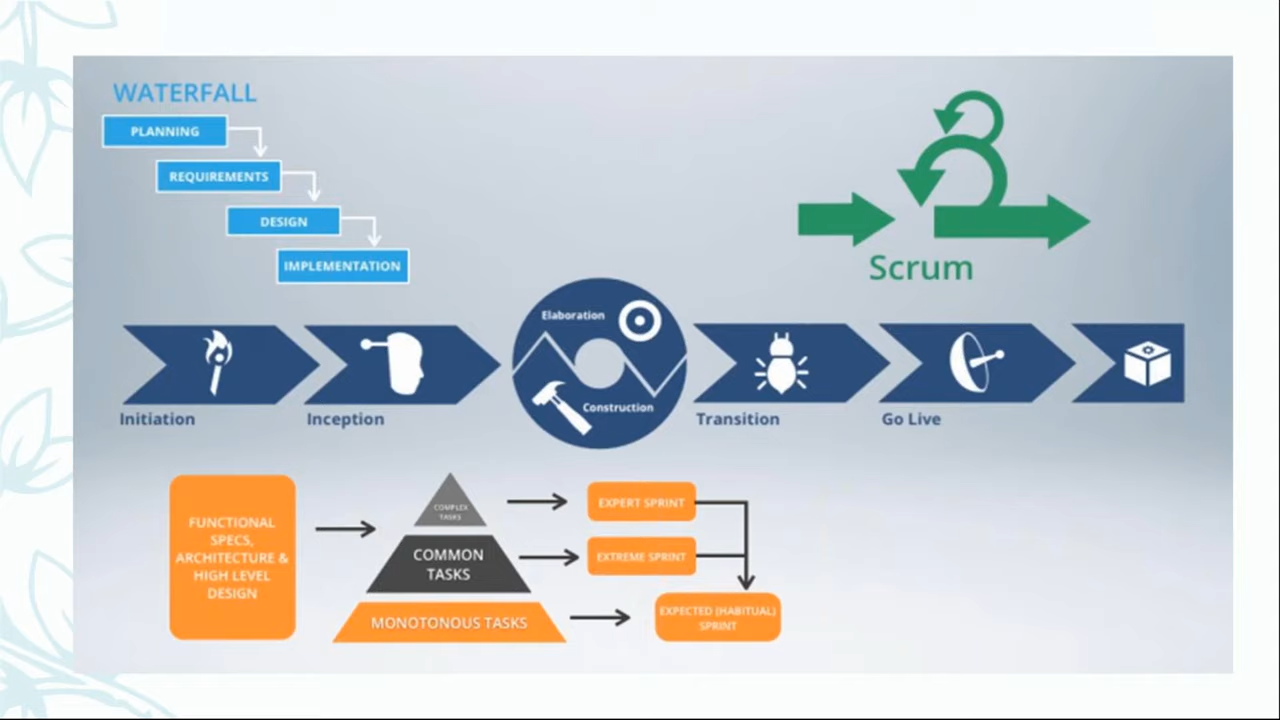 WATERFALL
PLANNING
REQUIREMENTS
DESIGN
IMPLEMENTATION
Scrum
Elaboration
Construction
Initiation
Inception
Transition
Go Live
FUNCTIONAL
SPECS,
ARCHITECTURE &
HIGH LEVEL
DESIGN
COMPLEX
TASKS
COMMON
TASKS
MONOTONOUS TASKS
EXPERT SPRINT
EXTREME SPRINT
EXPECTED (HABITUAL)
SPRINT